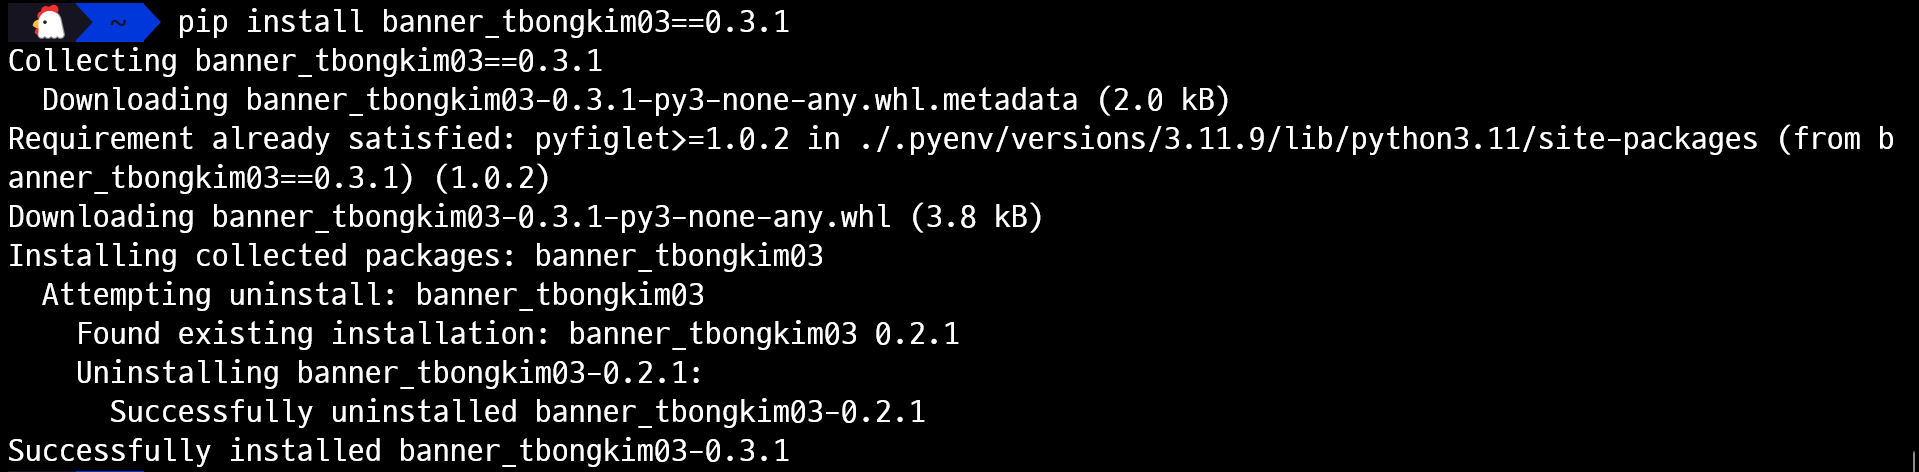 ~ pip install banner_tbongkim03==0.3.1
Collecting banner_tbongkim03==0.3.1
  Downloading banner_tbongkim03-0.3.1-py3-none-any.whl.metadata (2.0 kB)
Requirement already satisfied: pyfiglet>=1.0.2 in ./.pyenv/versions/3.11.9/lib/python3.11/site-packages (from b
anner_tbongkim03==0.3.1) (1.0.2)
Downloading banner_tbongkim03-0.3.1-py3-none-any.whl (3.8 kB)
Installing collected packages: banner_tbongkim03
  Attempting uninstall: banner_tbongkim03
    Found existing installation: banner_tbongkim03 0.2.1
    Uninstalling banner_tbongkim03-0.2.1:
      Successfully uninstalled banner_tbongkim03-0.2.1
Successfully installed banner_tbongkim03-0.3.1